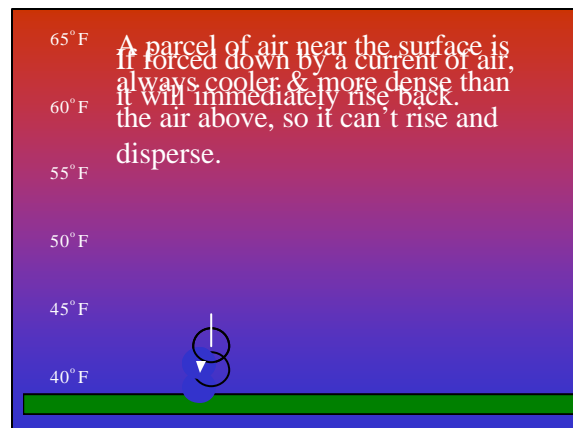 65°F
A parcel of air near the surface is
always cooler & more dense than
the air above, so it can’t rise and
disperse.
If forced down by a current of air,
it will immediately rise back.
60°F
55°F
50°F
45°F
40°F